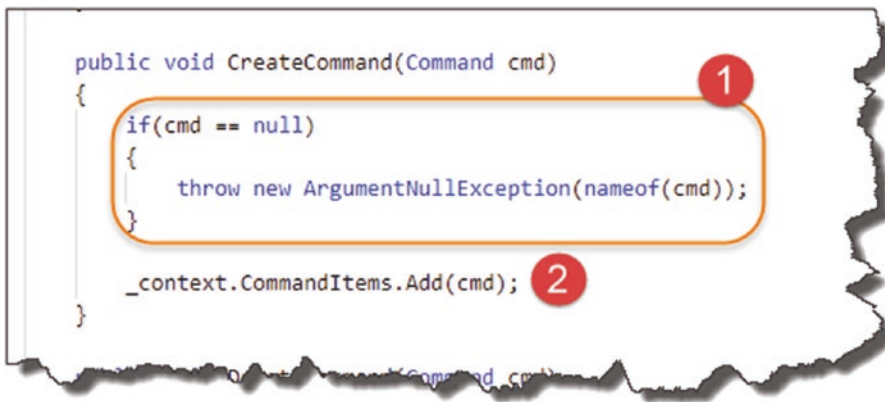 public void CreateCommand(Command cmd)
{
if(cmd == null)
{
throw new ArgumentNullException(nameof(cmd));
}
_context.CommandItems.Add(cmd);
}
1
2